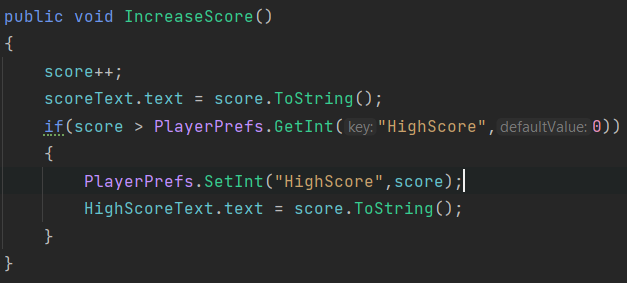 public void IncreaseScore()
{
    score++;
    scoreText.text = score.ToString();
    if(score > PlayerPrefs.GetInt( key: "HighScore", defaultValue: 0))
    {
        PlayerPrefs.SetInt("HighScore",score);
        HighScoreText.text = score.ToString();
    }
}